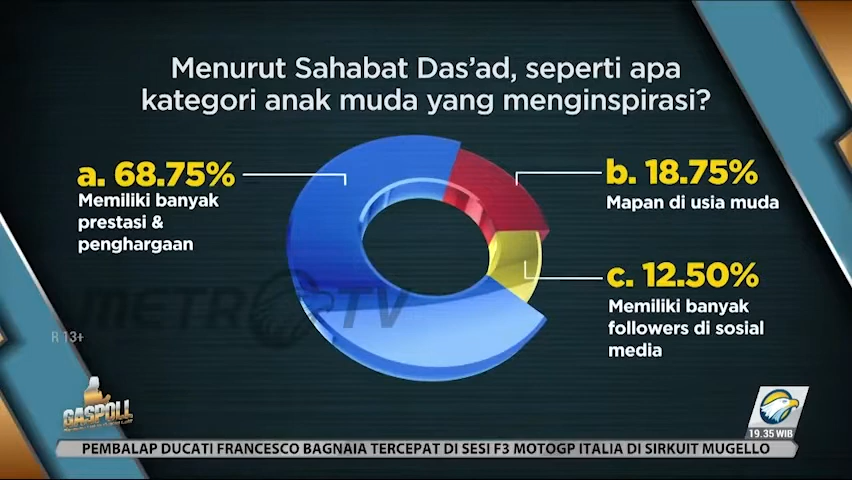 Menurut Sahabat Das'ad, seperti apa
kategori anak muda yang menginspirasi?
a. 68.75%
Memiliki banyak
prestasi &
penghargaan
b. 18.75%
Mapan di usia muda
c. 12.50%
Memiliki banyak
followers di sosial
media
METRO TV
R 13+
GASPOLL
19.35 WIB
PEMBALAP DUCATI FRANCESCO BAGNAIA TERCEPAT DI SESI F3 MOTOGP ITALIA DI SIRKUIT MUGELLO